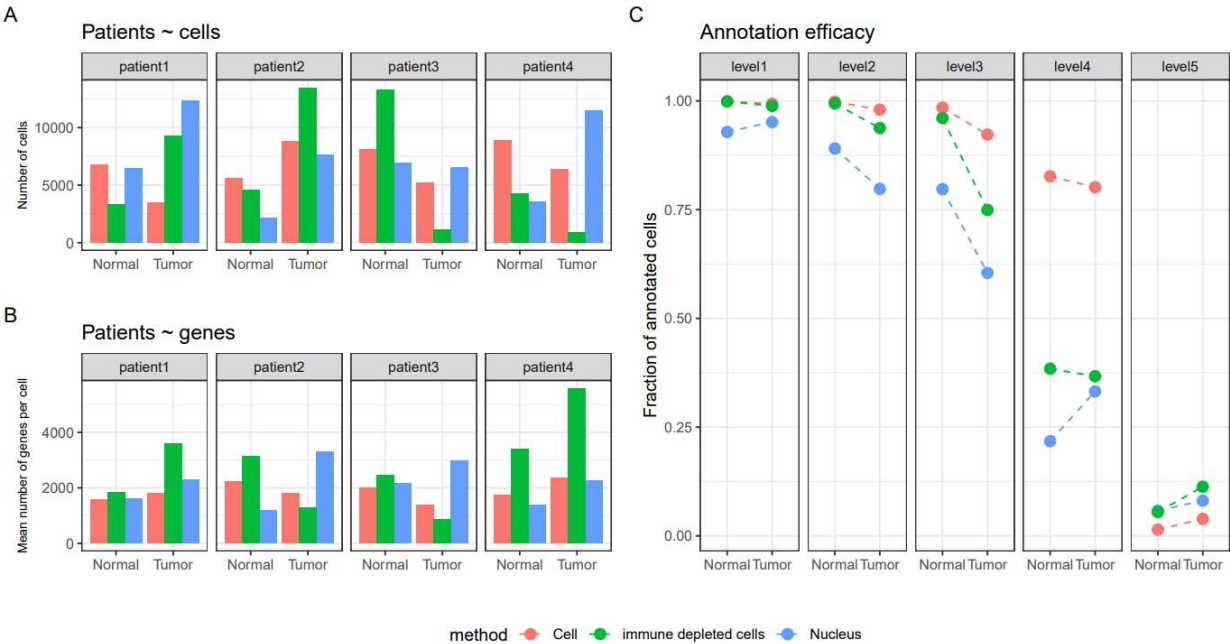 A
Patients ~ cells
patient1 patient2 patient3 patient4
Number of cells
10000
5000
0
Normal Tumor Normal Tumor Normal Tumor Normal Tumor
B
Patients ~ genes
patient1 patient2 patient3 patient4
Mean number of genes per cell
4000
2000
0
Normal Tumor Normal Tumor Normal Tumor Normal Tumor
C
Annotation efficacy
level1 level2 level3 level4 level5
Fraction of annotated cells
1.00
0.75
0.50
0.25
0.00
Normal Tumor Normal Tumor Normal Tumor Normal Tumor Normal Tumor
method Cell immune depleted cells Nucleus